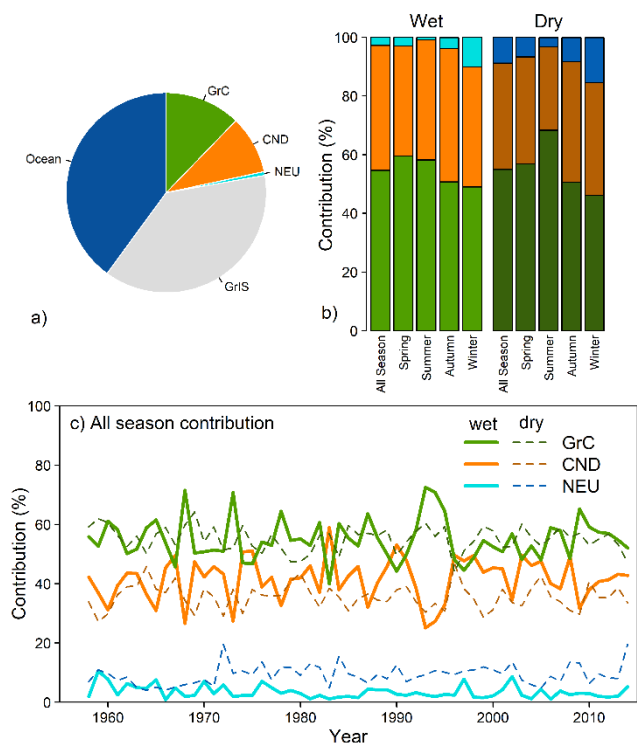 GrC
CND
NEU
Ocean
GrIS
a)
Wet Dry
100
80
60
40
20
0
Contribution (%)
b)
All Season
Spring
Summer
Autumn
Winter
All Season
Spring
Summer
Autumn
Winter
c) All season contribution
wet dry
GrC
CND
NEU
100
80
60
40
20
0
Contribution (%)
1960 1970 1980 1990 2000 2010
Year